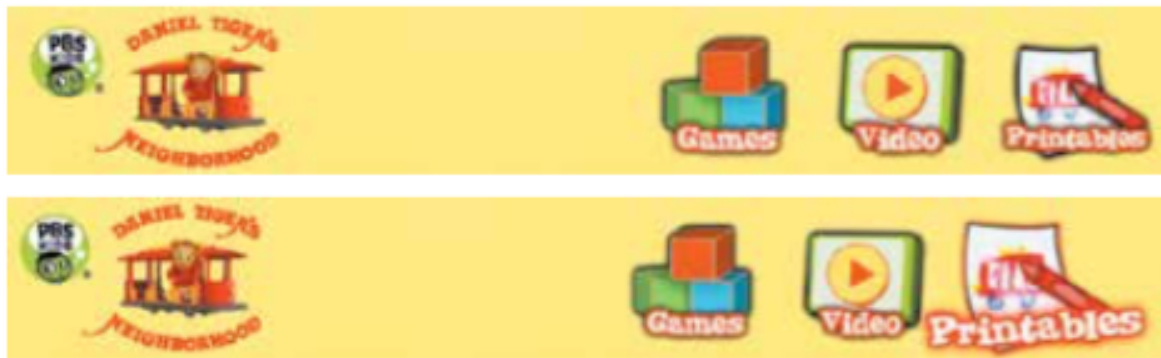 PBS
KIDS
DANIEL TIGER'S
NEIGHBORHOOD
Games
Video
Printables
PBS
KIDS
DANIEL TIGER'S
NEIGHBORHOOD
Games
Video
Printables